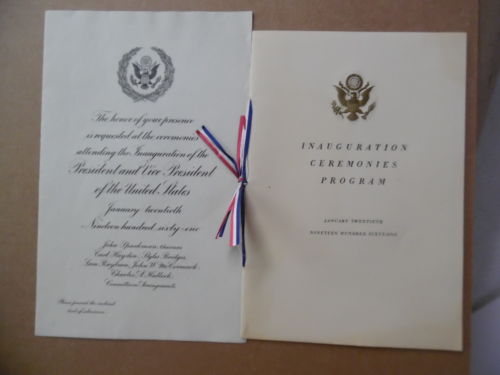 The honor of your presence
is requested at the ceremonies
attending the Inauguration of the
President and Vice President
of the United States
January twentieth
Nineteen hundred sixty-one
John Sparkman, Chairman
Carl Hayden, Styles Bridges
Sam Rayburn, John W. McCormack
Charles A. Halleck
Committee on Arrangements
Please present the enclosed
card of admission
INAUGURATION
CEREMONIES
PROGRAM
JANUARY TWENTIETH
NINETEEN HUNDRED SIXTY-ONE